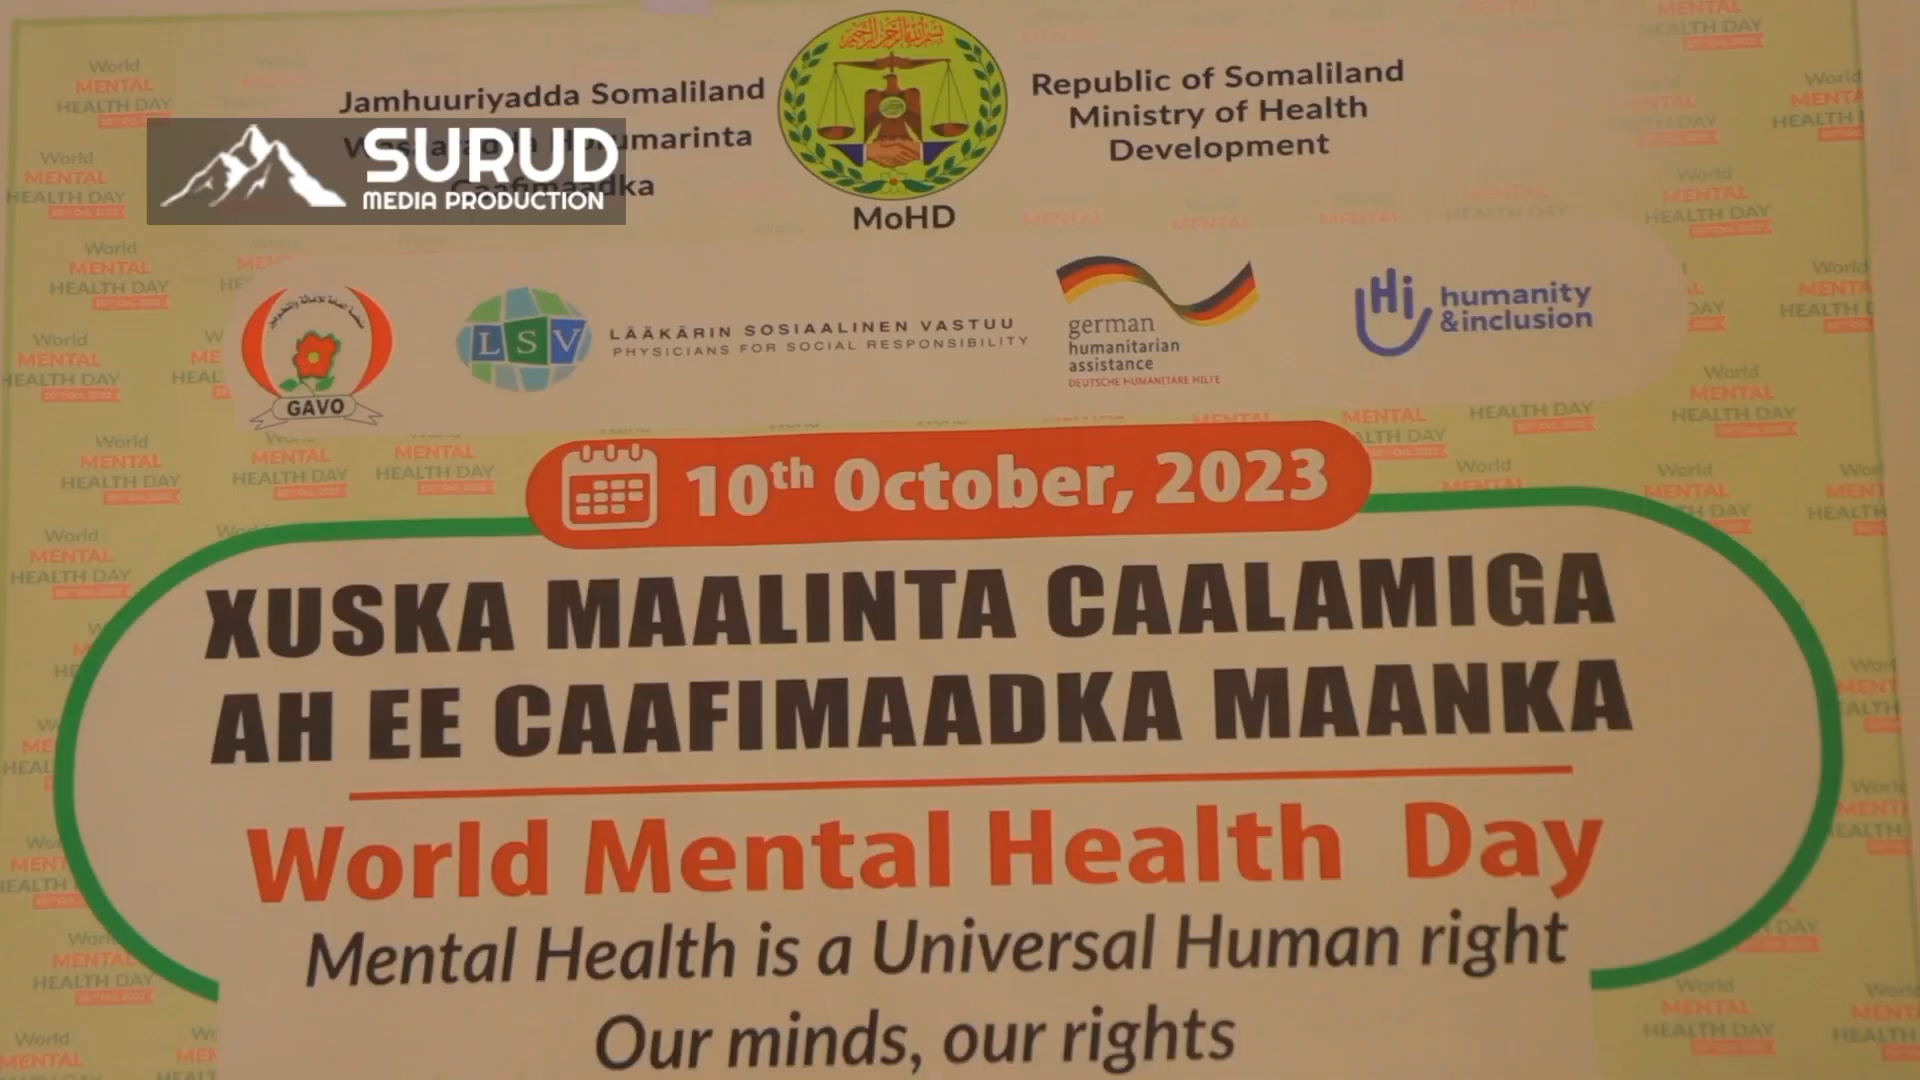 Jamhuuriyadda Somaliland
Horumarinta
Caafimaadka
SURUD
MEDIA PRODUCTION
MoHD
Republic of Somaliland
Ministry of Health
Development
GAVO
LSV
LÄÄKÄRIN SOSIAALINEN VASTUU
PHYSICIANS FOR SOCIAL RESPONSIBILITY
german
humanitarian
assistance
DEUTSCHE HUMANITÄRE HILFE
Hi
humanity
&inclusion
10th October, 2023
XUSKA MAALINTA CAALAMIGA
AH EE CAAFIMAADKA MAANKA
World Mental Health Day
Mental Health is a Universal Human right
Our minds, our rights
World
MENTAL
HEALTH DAY